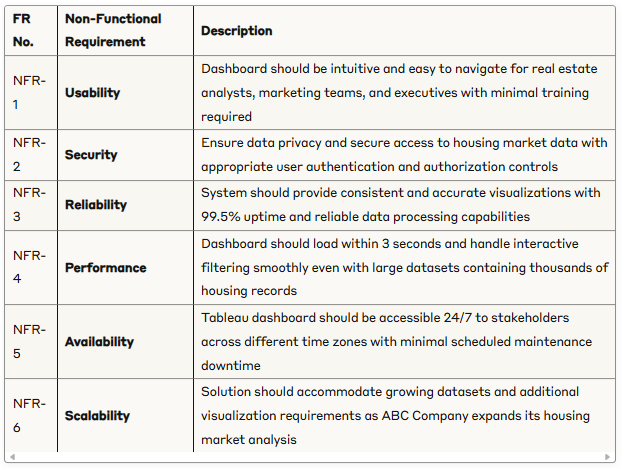 FR Non-Functional
No. Requirement Description
NFR- Usability Dashboard should be intuitive and easy to navigate for real estate
1 analysts, marketing teams, and executives with minimal training
required
NFR- Security Ensure data privacy and secure access to housing market data with
2 appropriate user authentication and authorization controls
NFR- Reliability System should provide consistent and accurate visualizations with
3 99.5% uptime and reliable data processing capabilities
NFR- Performance Dashboard should load within 3 seconds and handle interactive
4 filtering smoothly even with large datasets containing thousands of
housing records
NFR- Availability Tableau dashboard should be accessible 24/7 to stakeholders
5 across different time zones with minimal scheduled maintenance
downtime
NFR- Scalability Solution should accommodate growing datasets and additional
6 visualization requirements as ABC Company expands its housing
market analysis